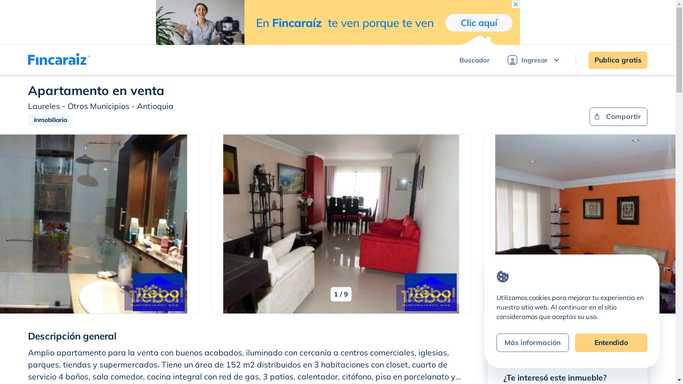 En Fincaraíz te ven porque te ven
Clic aquí
Fincaraiz
Buscador
Ingresar
Publica gratis
Apartamento en venta
Laureles - Otros Municipios - Antioquia
Inmobiliaria
Compartir
Trébol
1 / 9
Trébol
Utilizamos cookies para mejorar tu experiencia en
nuestro sitio web. Al continuar en el sitio
consideramos que aceptas su uso.
Más información
Entendido
Descripción general
Amplio apartamento para la venta con buenos acabados, iluminado con cercanía a centros comerciales, iglesias,
parques, tiendas y supermercados. Tiene un área de 152 m2 distribuidos en 3 habitaciones con closet, cuarto de
servicio 4 baños, sala comedor, cocina integral con red de gas, 3 patios, calentador, citófono, piso en porcelanato y...
¿Te interesó este inmueble?